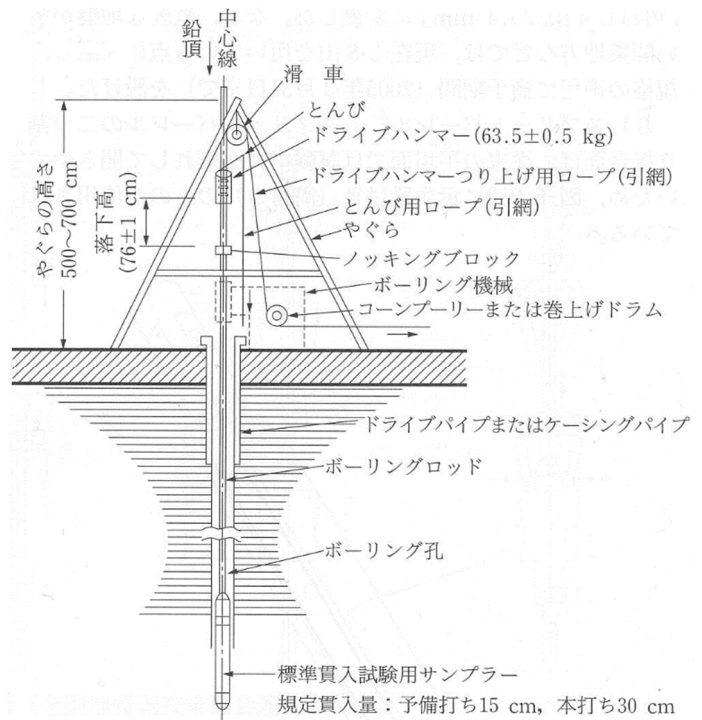 中心線
鉛頂
滑車
とんび
ドライブハンマー(63.5±0.5 kg)
ドライブハンマーつり上げ用ロープ(引網)
とんび用ロープ(引網)
やぐら
ノッキングブロック
ボーリング機械
コーンプーリーまたは巻上げドラム
やぐらの高さ
500～700 cm
落下高
(76±1 cm)
ドライブパイプまたはケーシングパイプ
ボーリングロッド
ボーリング孔
標準貫入試験用サンプラー
規定貫入量：予備打ち15 cm，本打ち30 cm